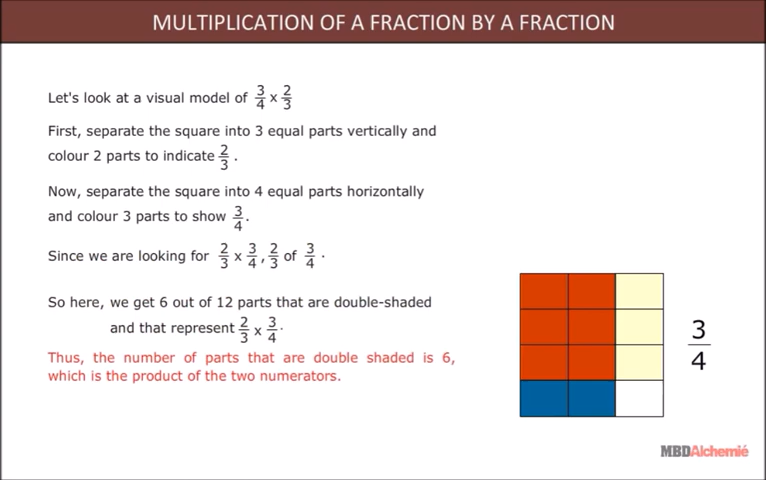 MULTIPLICATION OF A FRACTION BY A FRACTION
Let's look at a visual model of 3/4 x 2/3
First, separate the square into 3 equal parts vertically and
colour 2 parts to indicate 2/3 .
Now, separate the square into 4 equal parts horizontally
and colour 3 parts to show 3/4.
Since we are looking for 2/3 x 3/4 , 2/3 of 3/4 .
So here, we get 6 out of 12 parts that are double-shaded
and that represent 2/3 x 3/4.
Thus, the number of parts that are double shaded is 6,
which is the product of the two numerators.
3/4
MBDAlchemié